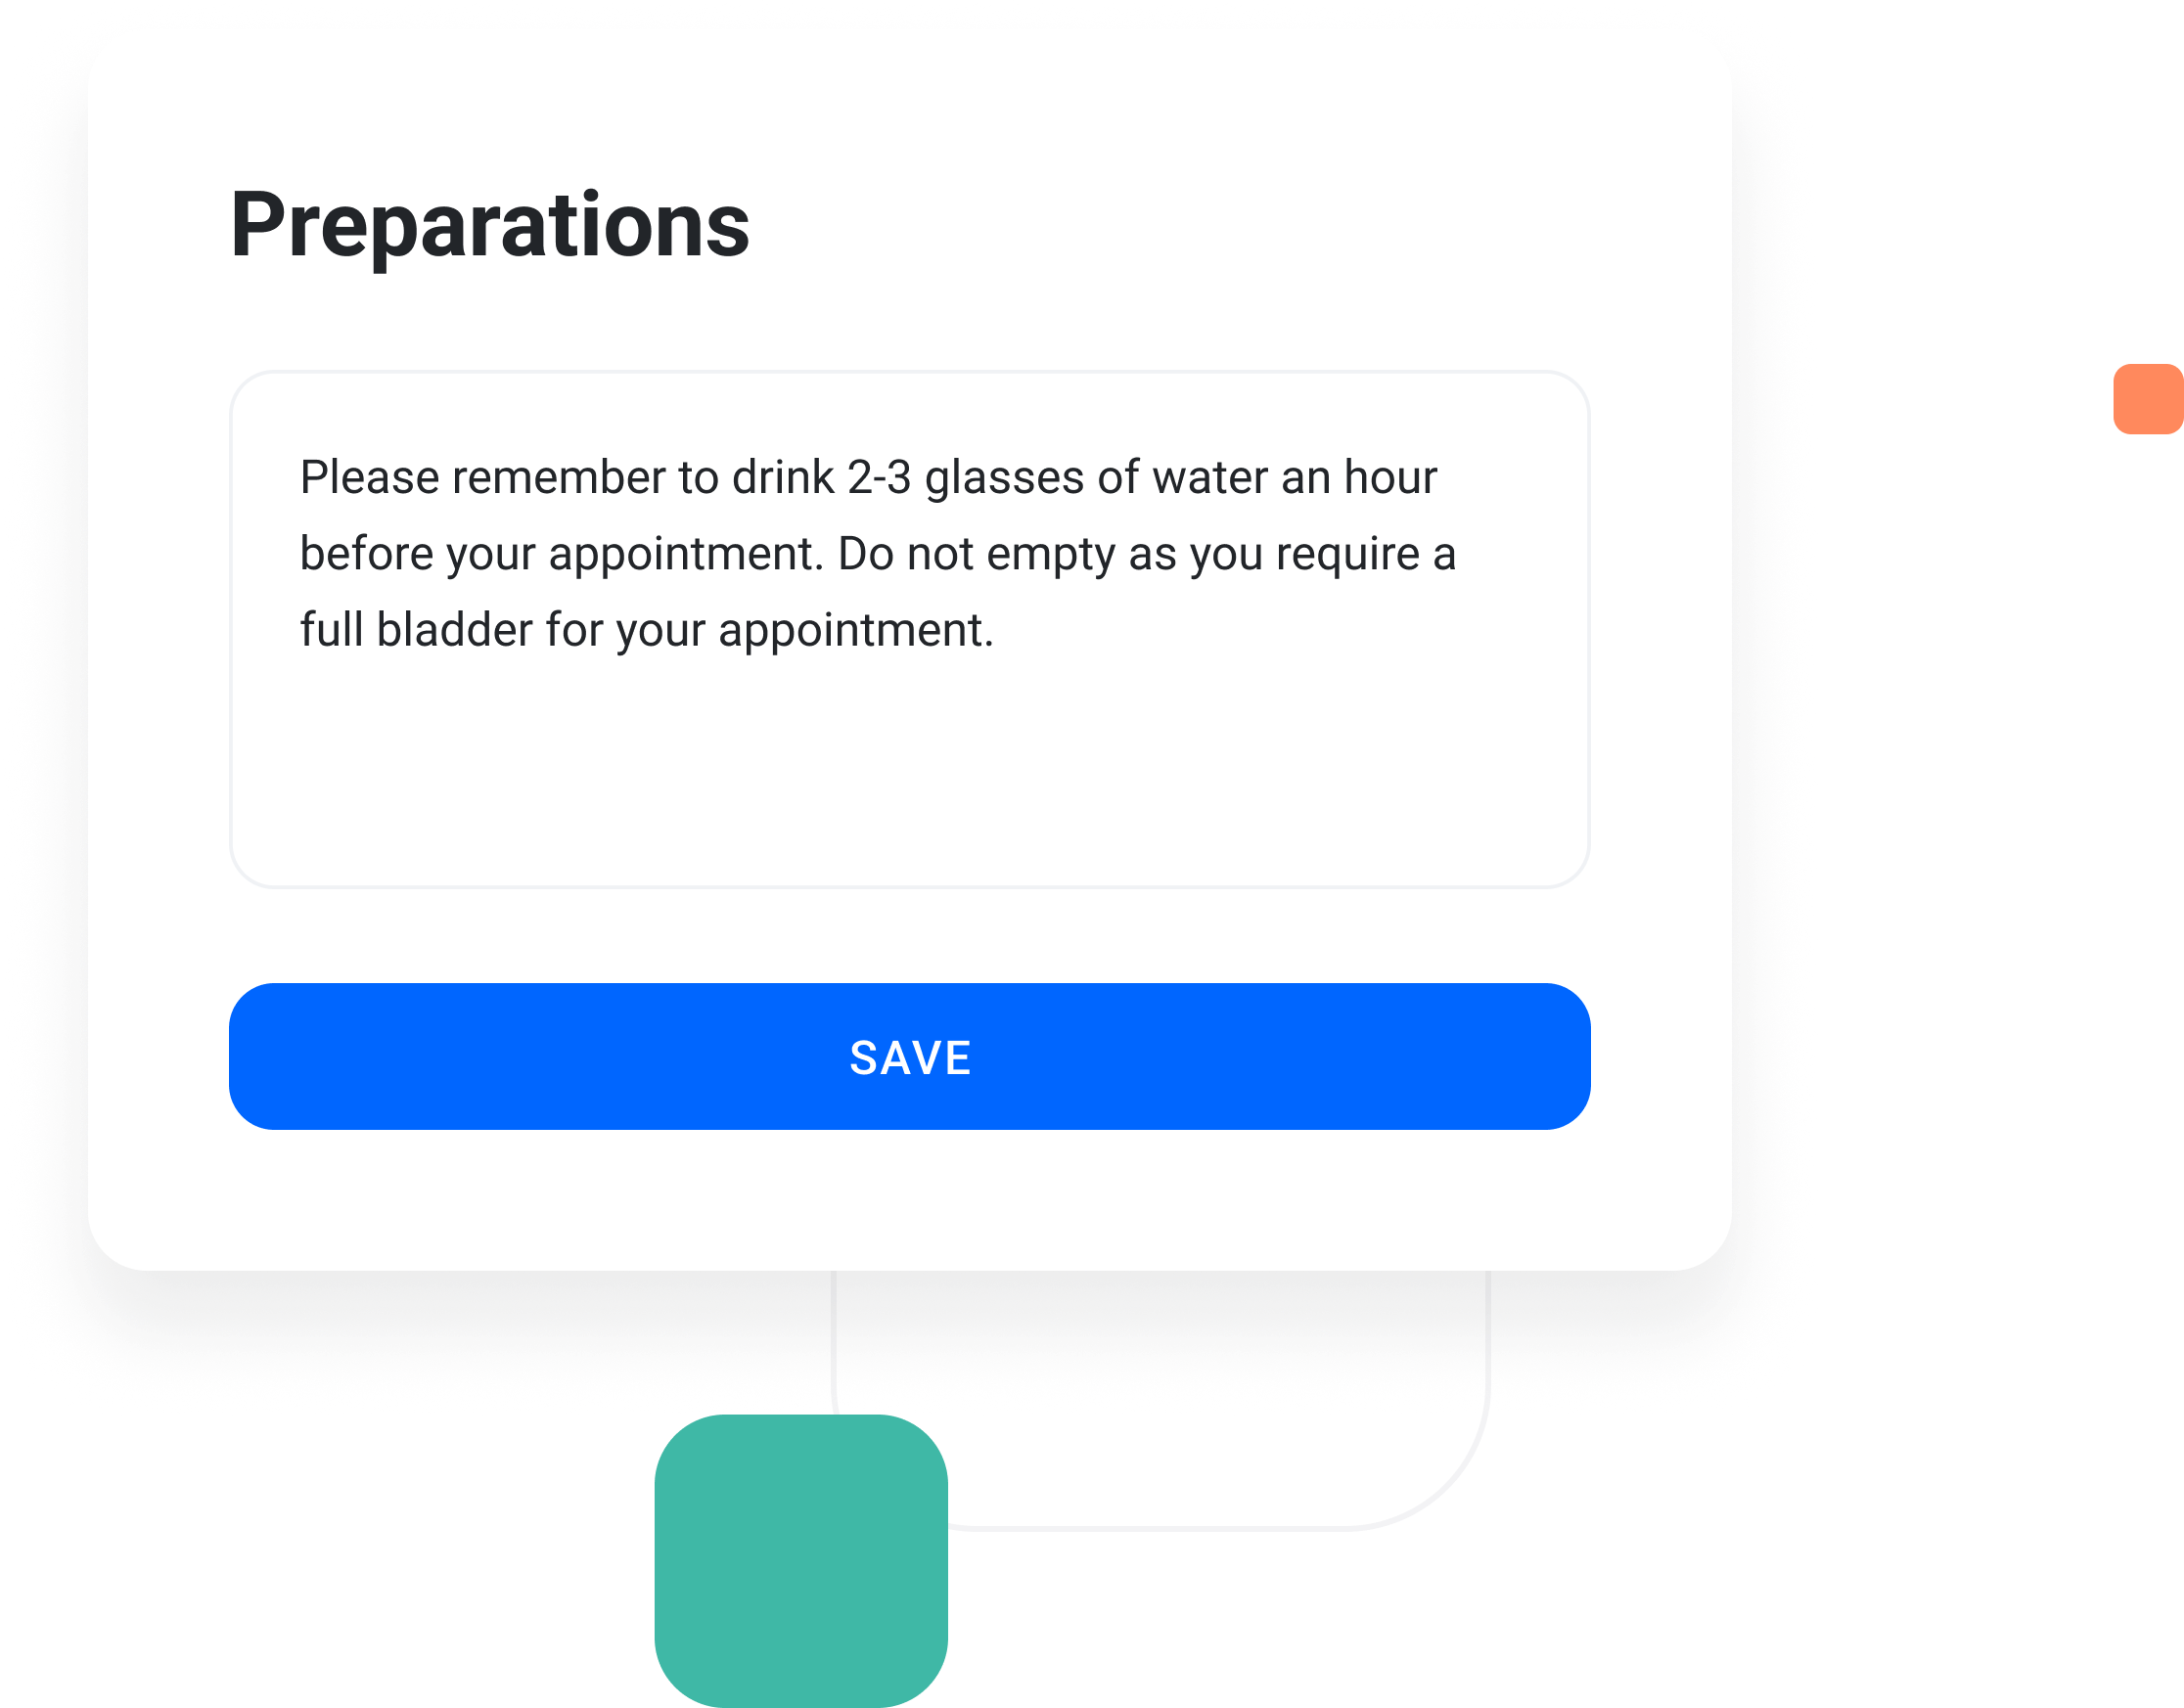 Preparations
Please remember to drink 2-3 glasses of water an hour
before your appointment. Do not empty as you require a
full bladder for your appointment.
SAVE